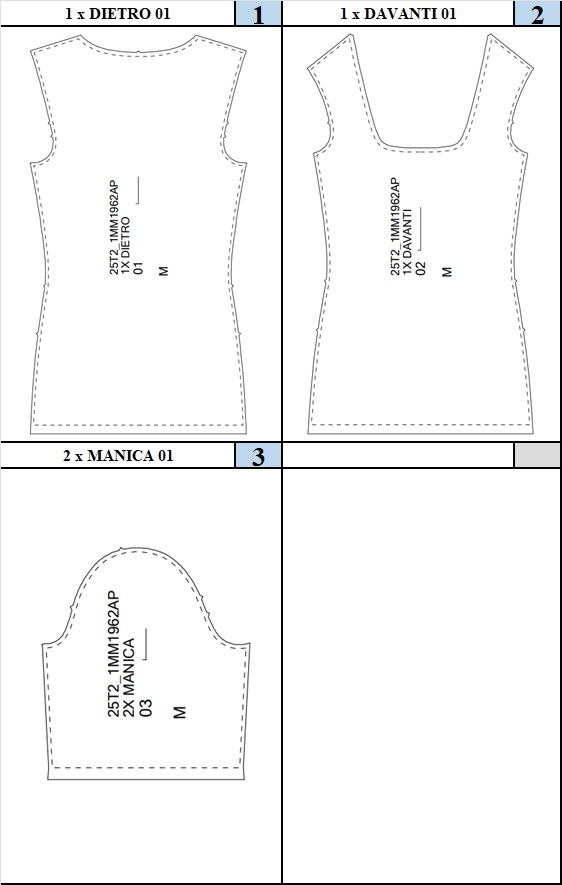 1 x DIETRO 01
1
1 x DAVANTI 01
2
25T2_1MM1962AP
1X DIETRO
01
M
25T2_1MM1962AP
1X DAVANTI
02
M
2 x MANICA 01
3
25T2_1MM1962AP
2X MANICA
03
M